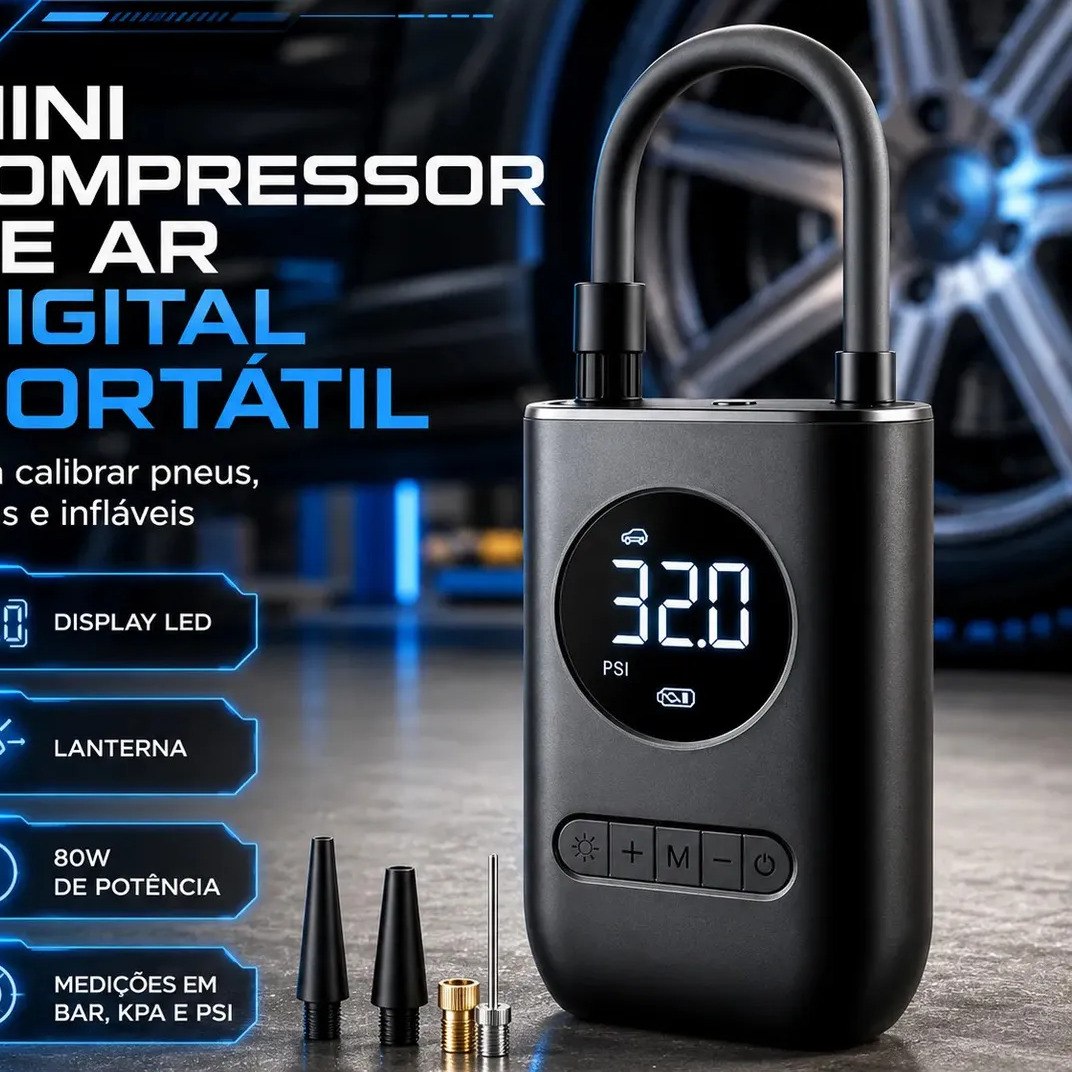 INI
OMPRESSOR
E AR
IGITAL
ORTÁTIL
calibrar pneus,
s e infláveis
DISPLAY LED
LANTERNA
80W
DE POTÊNCIA
MEDIÇÕES EM
BAR, KPA E PSI
32.0
PSI
+ M −